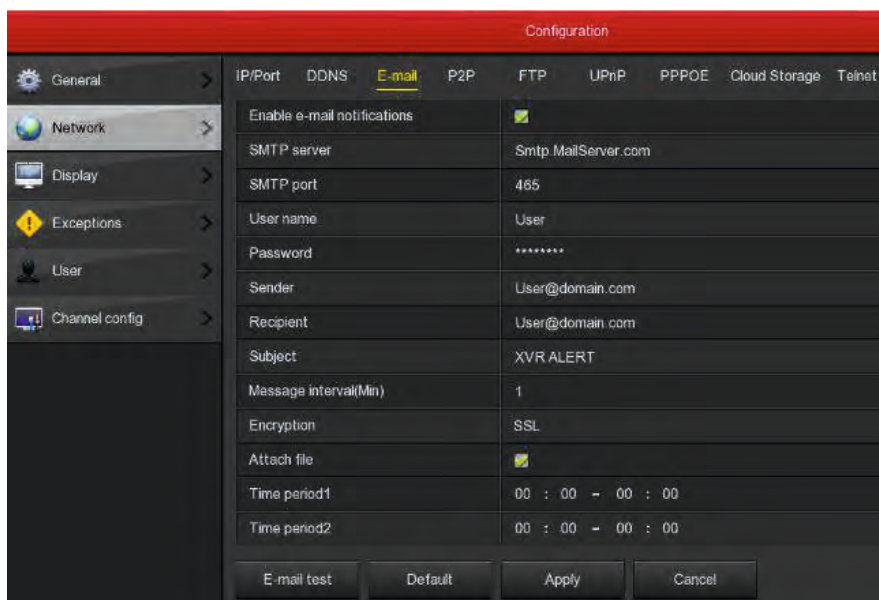 Configuration
General
Network
Display
Exceptions
User
Channel config
IP/Port DDNS E-mail P2P FTP UPnP PPPOE Cloud Storage Telnet
Enable e-mail notifications
SMTP server Smtp.MailServer.com
SMTP port 465
User name User
Password ********
Sender User@domain.com
Recipient User@domain.com
Subject XVR ALERT
Message interval(Min) 1
Encryption SSL
Attach file
Time period1 00 : 00 - 00 : 00
Time period2 00 : 00 - 00 : 00
E-mail test Default Apply Cancel